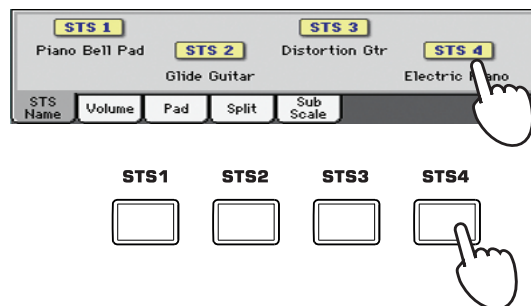 STS 1 STS 3
Piano Bell Pad STS 2 Distortion Gtr STS 4
Glide Guitar Electric
STS Name Volume Pad Split Sub Scale
STS1 STS2 STS3 STS4